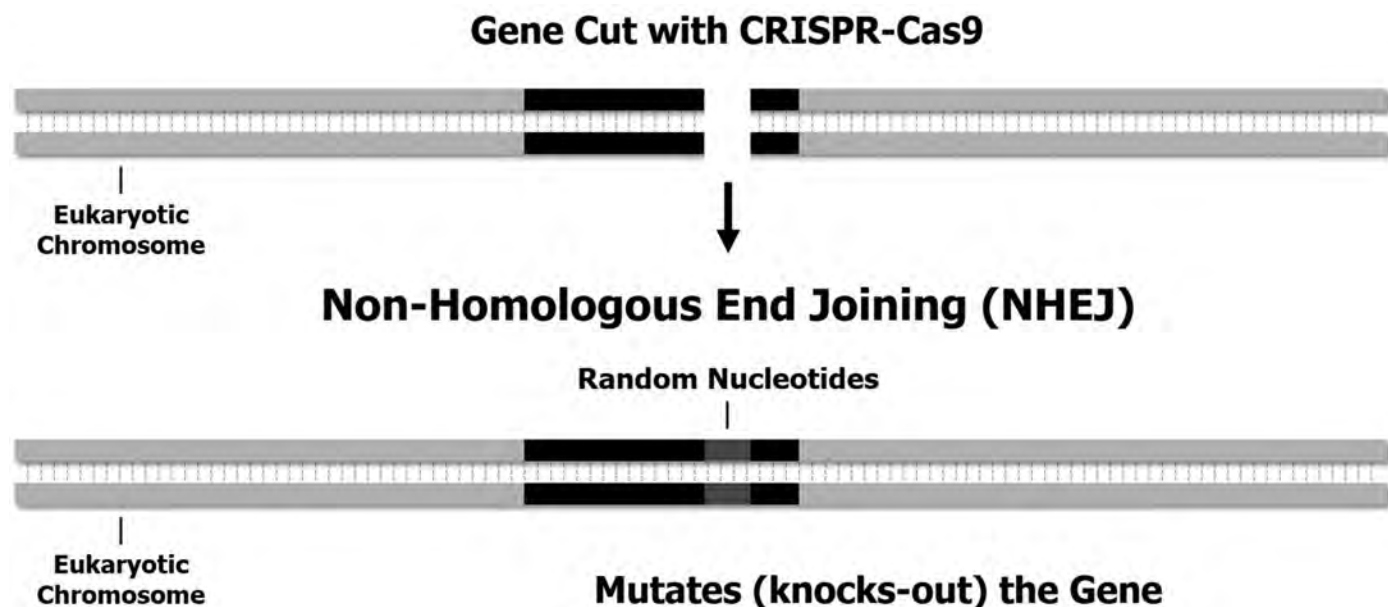 Gene Cut with CRISPR-Cas9
Eukaryotic
Chromosome
Non-Homologous End Joining (NHEJ)
Random Nucleotides
Eukaryotic
Chromosome
Mutates (knocks-out) the Gene